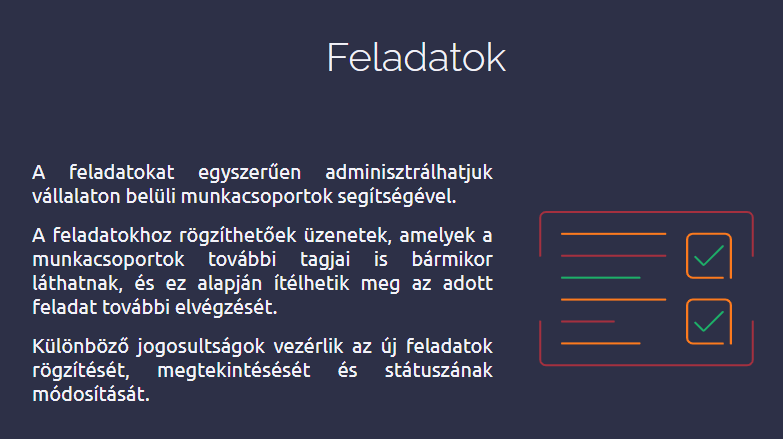 Feladatok
A feladatokat egyszerűen adminisztrálhatjuk
vállalaton belüli munkacsoportok segítségével.
A feladatokhoz rögzíthetőek üzenetek, amelyek a
munkacsoportok további tagjai is bármikor
láthatnak, és ez alapján ítélhetik meg az adott
feladat további elvégzését.
Különböző jogosultságok vezérlik az új feladatok
rögzítését, megtekintésését és státuszának
módosítását.